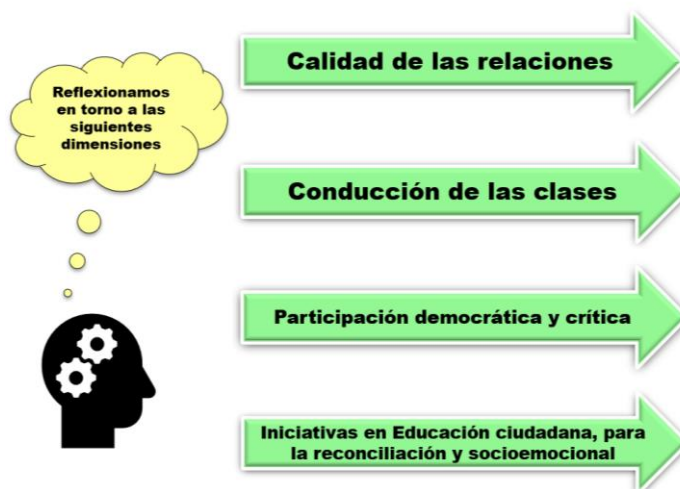 Reflexionamos
en torno a las
siguientes
dimensiones
Calidad de las relaciones
Conducción de las clases
Participación democrática y crítica
Iniciativas en Educación ciudadana, para
la reconciliación y socioemocional